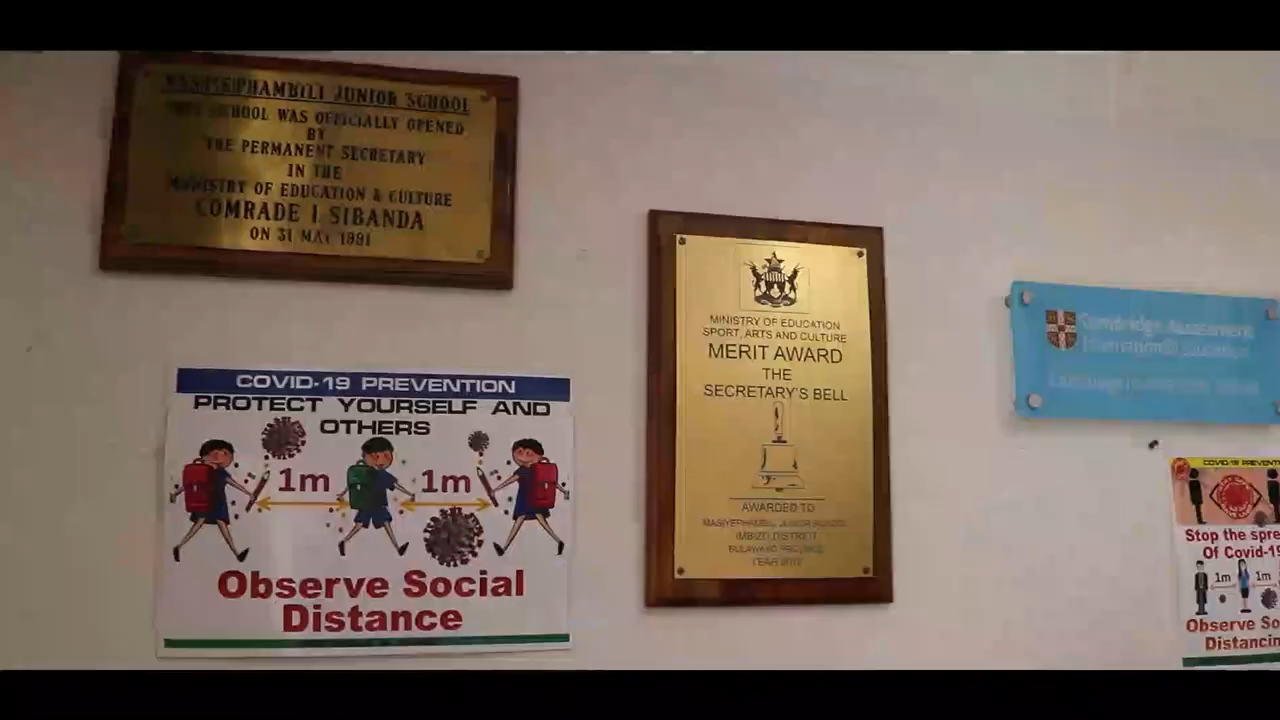 MASIYEPHAMBILI JUNIOR SCHOOL
THIS SCHOOL WAS OFFICIALLY OPENED
BY
THE PERMANENT SECRETARY
IN THE
MINISTRY OF EDUCATION & CULTURE
COMRADE I. SIBANDA
ON 31 MAY 1991
COVID-19 PREVENTION
PROTECT YOURSELF AND
OTHERS
1m 1m
Observe Social
Distance
MINISTRY OF EDUCATION
SPORT, ARTS AND CULTURE
MERIT AWARD
THE
SECRETARY'S BELL
AWARDED TO
MASIYEPHAMBILI JUNIOR SCHOOL
IMBIZO DISTRICT
BULAWAYO PROVINCE
YEAR
Cambridge Assessment
International Education
COVID-19 PREVENTI
Stop the spre
Of Covid-19
1m 1m
Observe So
Distancin